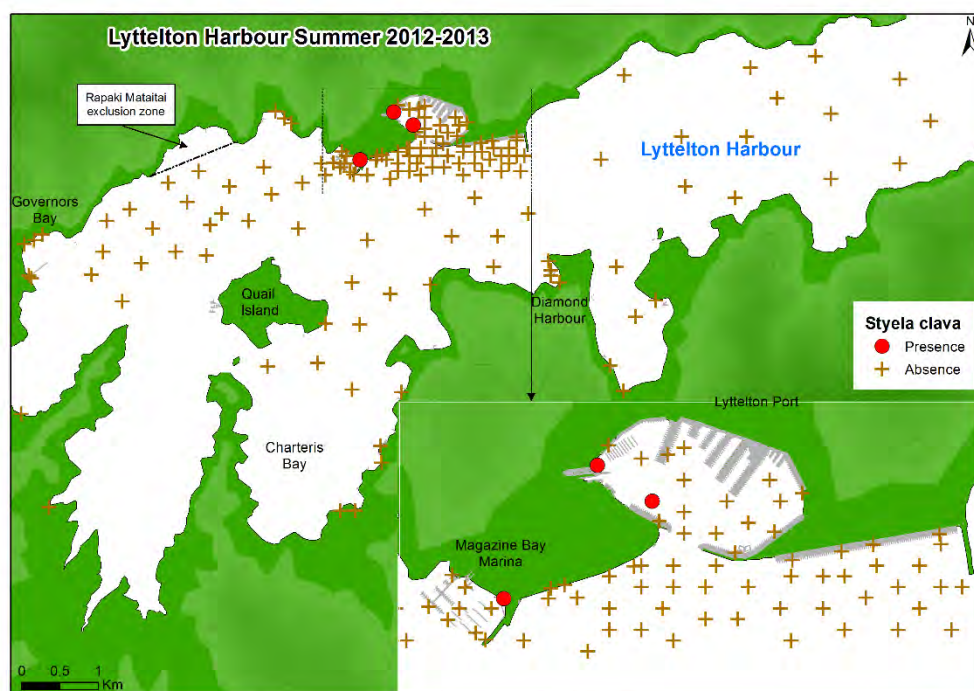 Lyttelton Harbour Summer 2012-2013
N
Rapaki Mataitai
exclusion zone
Lyttelton Harbour
Governors
Bay
Quail
Island
Diamond
Harbour
Styela clava
Presence
Absence
Charteris
Bay
Lyttelton Port
Magazine Bay
Marina
0 0.5 1
Km